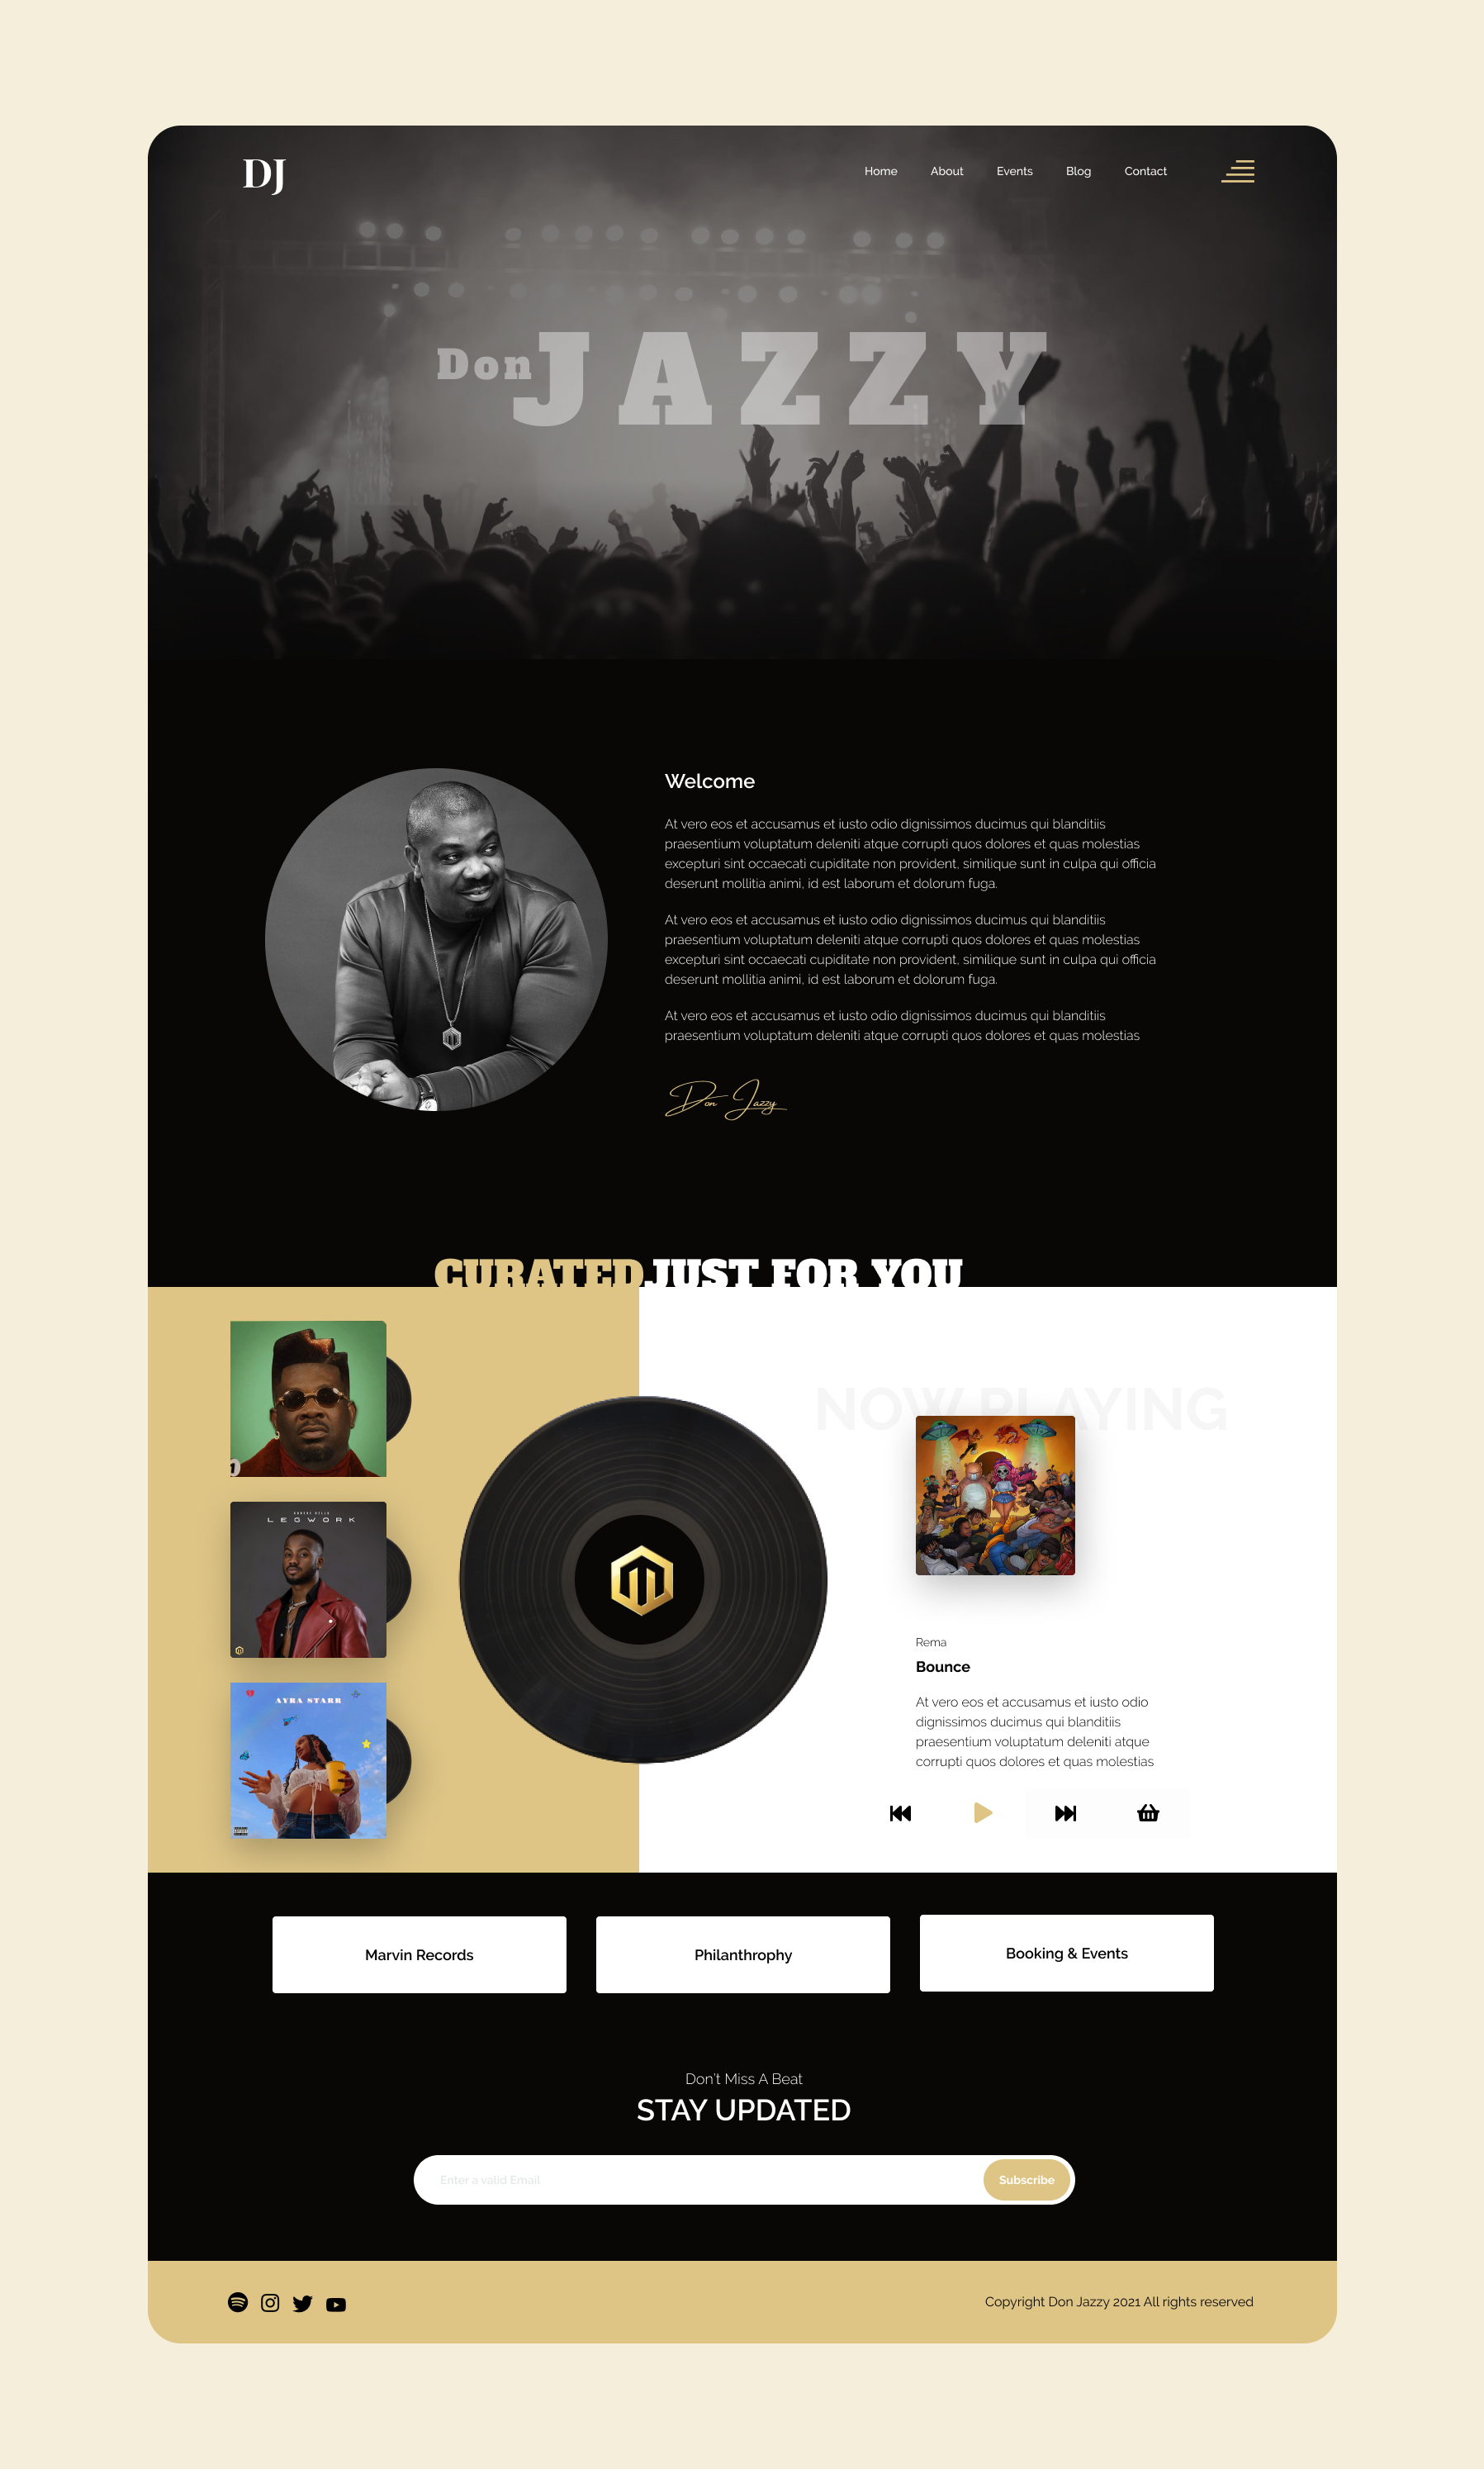 DJ
Home About Events Blog Contact
Don JAZZY
Welcome
At vero eos et accusamus et iusto odio dignissimos ducimus qui blanditiis
praesentium voluptatum deleniti atque corrupti quos dolores et quas molestias
excepturi sint occaecati cupiditate non provident, similique sunt in culpa qui officia
deserunt mollitia animi, id est laborum et dolorum fuga.
At vero eos et accusamus et iusto odio dignissimos ducimus qui blanditiis
praesentium voluptatum deleniti atque corrupti quos dolores et quas molestias
excepturi sint occaecati cupiditate non provident, similique sunt in culpa qui officia
deserunt mollitia animi, id est laborum et dolorum fuga.
At vero eos et accusamus et iusto odio dignissimos ducimus qui blanditiis
praesentium voluptatum deleniti atque corrupti quos dolores et quas molestias
Don Jazzy
CURATED JUST FOR YOU
LEGWORK
AYRA STARR
NOW PLAYING
Rema
Bounce
At vero eos et accusamus et iusto odio
dignissimos ducimus qui blanditiis
praesentium voluptatum deleniti atque
corrupti quos dolores et quas molestias
Marvin Records
Philanthrophy
Booking & Events
Don't Miss A Beat
STAY UPDATED
Enter a valid Email
Subscribe
Copyright Don Jazzy 2021 All rights reserved